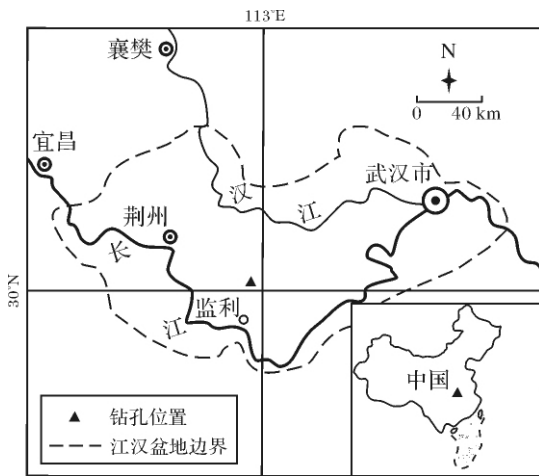 113°E
襄樊
N
0 40 km
宜昌
武汉市
汉
江
荆州
长
江
30°N
监利
中国
钻孔位置
江汉盆地边界